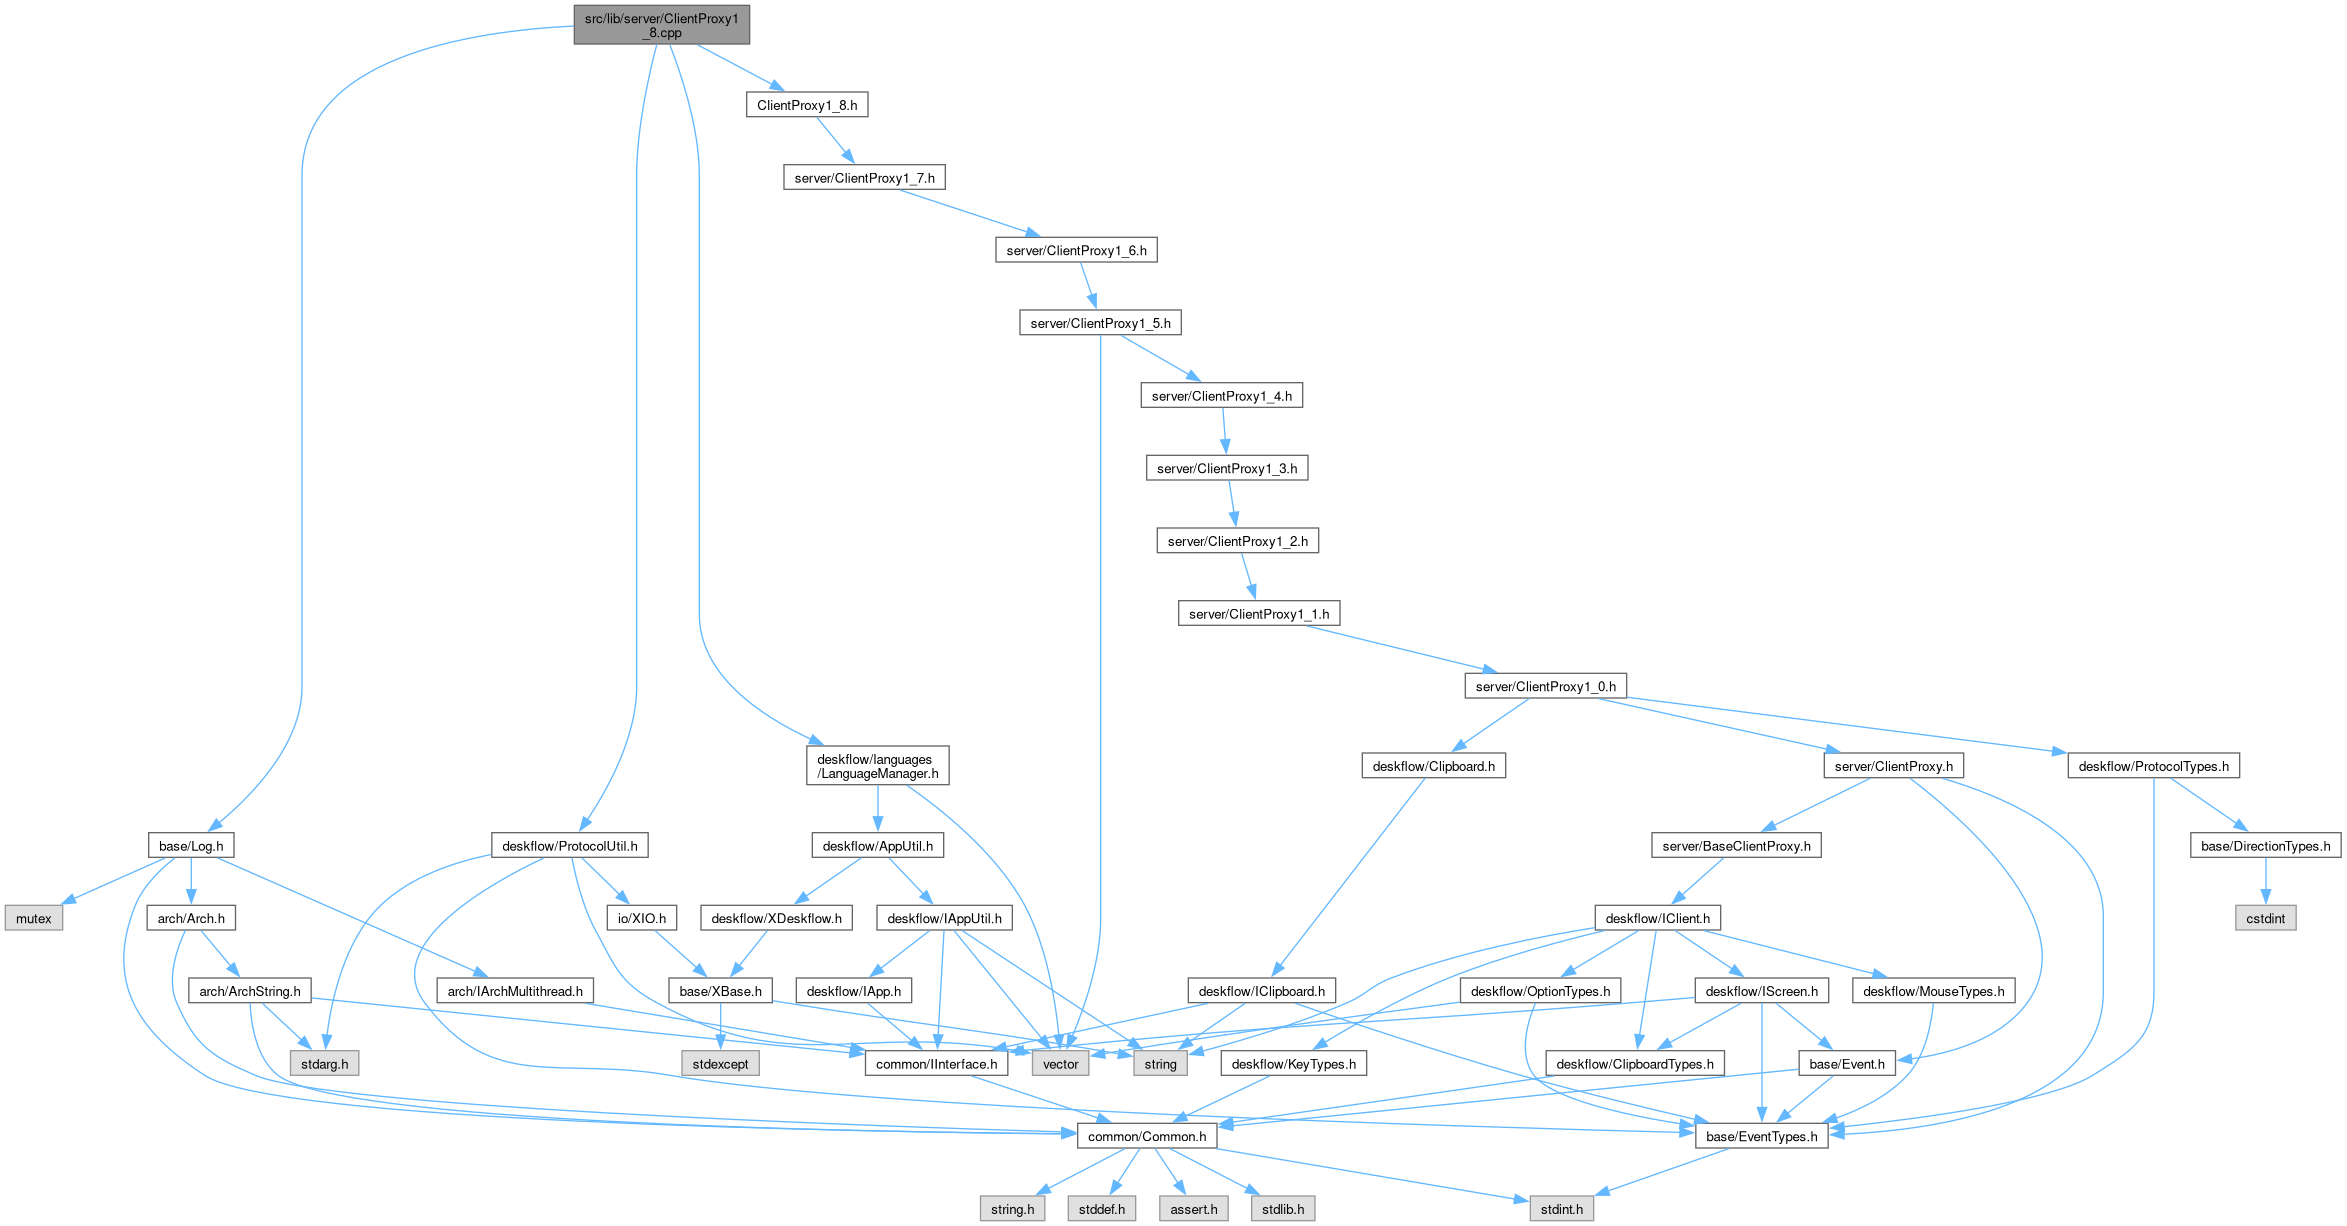 src/lib/server/ClientProxy1
_8.cpp
ClientProxy1_8.h
server/ClientProxy1_7.h
server/ClientProxy1_6.h
server/ClientProxy1_5.h
server/ClientProxy1_4.h
server/ClientProxy1_3.h
server/ClientProxy1_2.h
server/ClientProxy1_1.h
server/ClientProxy1_0.h
deskflow/languages
/LanguageManager.h
deskflow/Clipboard.h
server/ClientProxy.h
deskflow/ProtocolTypes.h
base/Log.h
deskflow/ProtocolUtil.h
deskflow/AppUtil.h
server/BaseClientProxy.h
base/DirectionTypes.h
mutex
arch/Arch.h
io/XIO.h
deskflow/XDeskflow.h
deskflow/IAppUtil.h
deskflow/IClient.h
cstdint
arch/ArchString.h
arch/IArchMultithread.h
base/XBase.h
deskflow/IApp.h
deskflow/IClipboard.h
deskflow/OptionTypes.h
deskflow/IScreen.h
deskflow/MouseTypes.h
stdarg.h
stdexcept
common/IInterface.h
vector
string
deskflow/KeyTypes.h
deskflow/ClipboardTypes.h
base/Event.h
common/Common.h
base/EventTypes.h
string.h
stddef.h
assert.h
stdlib.h
stdint.h